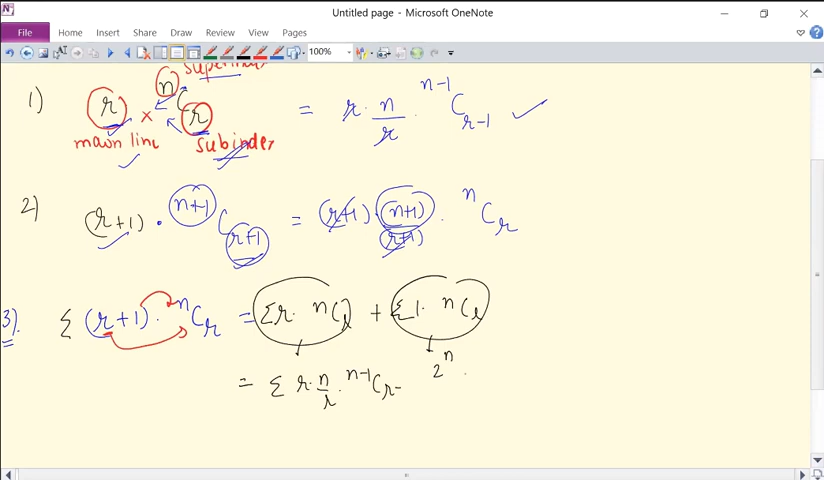 Untitled page - Microsoft OneNote
File Home Insert Share Draw History Review View
100%
superindex
1) r × ⁿCᵣ = r · n/r · ⁿ⁻¹Cᵣ₋₁ ✓
main line subindex
2) (r+1) · ⁿ⁺¹Cᵣ₊₁ = (r+1) · (n+1)/(r+1) · ⁿCᵣ
3). Σ (r+1) · ⁿCᵣ = Σr · ⁿCᵣ + Σ1 · ⁿCᵣ
= Σ r · n/r · ⁿ⁻¹Cᵣ₋ 2ⁿ